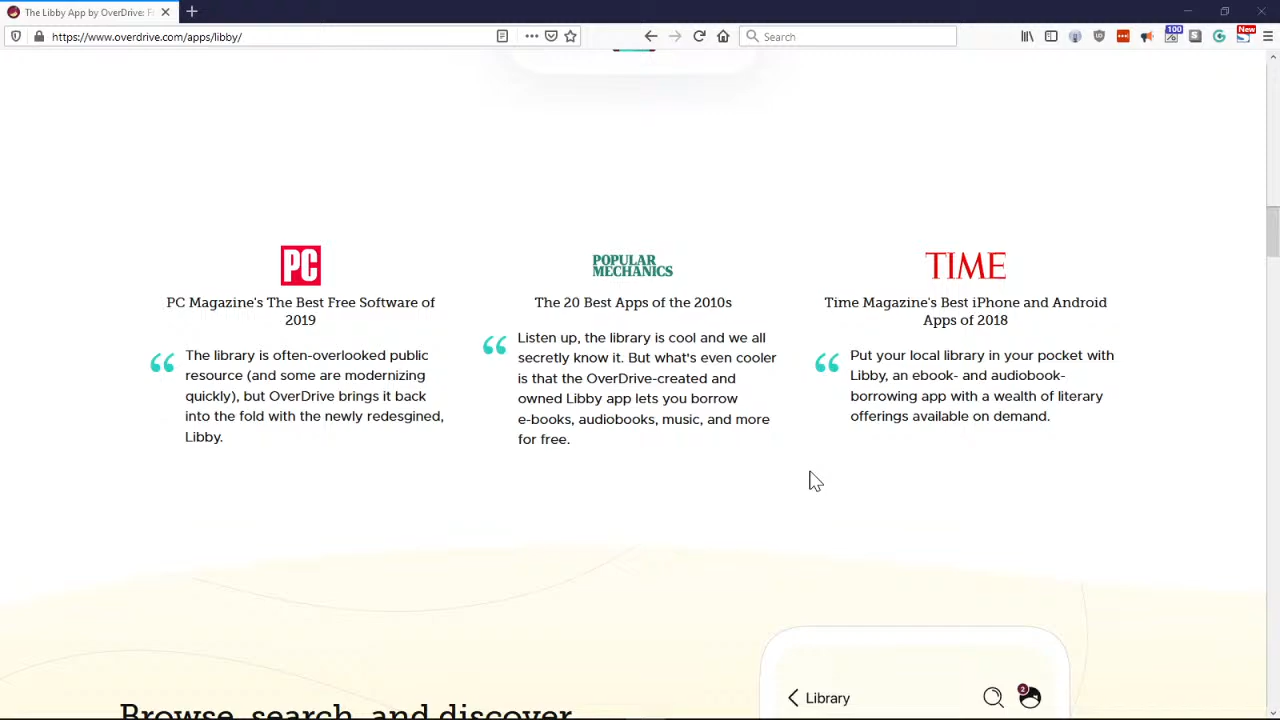 The Libby App by OverDrive: F
https://www.overdrive.com/apps/libby/
Search
100
New
PC
PC Magazine's The Best Free Software of
2019
“ The library is often-overlooked public
resource (and some are modernizing
quickly), but OverDrive brings it back
into the fold with the newly redesgined,
Libby.
POPULAR
MECHANICS
The 20 Best Apps of the 2010s
“ Listen up, the library is cool and we all
secretly know it. But what's even cooler
is that the OverDrive-created and
owned Libby app lets you borrow
e-books, audiobooks, music, and more
for free.
TIME
Time Magazine's Best iPhone and Android
Apps of 2018
“ Put your local library in your pocket with
Libby, an ebook- and audiobook-
borrowing app with a wealth of literary
offerings available on demand.
Browse, search, and discover
Library
2